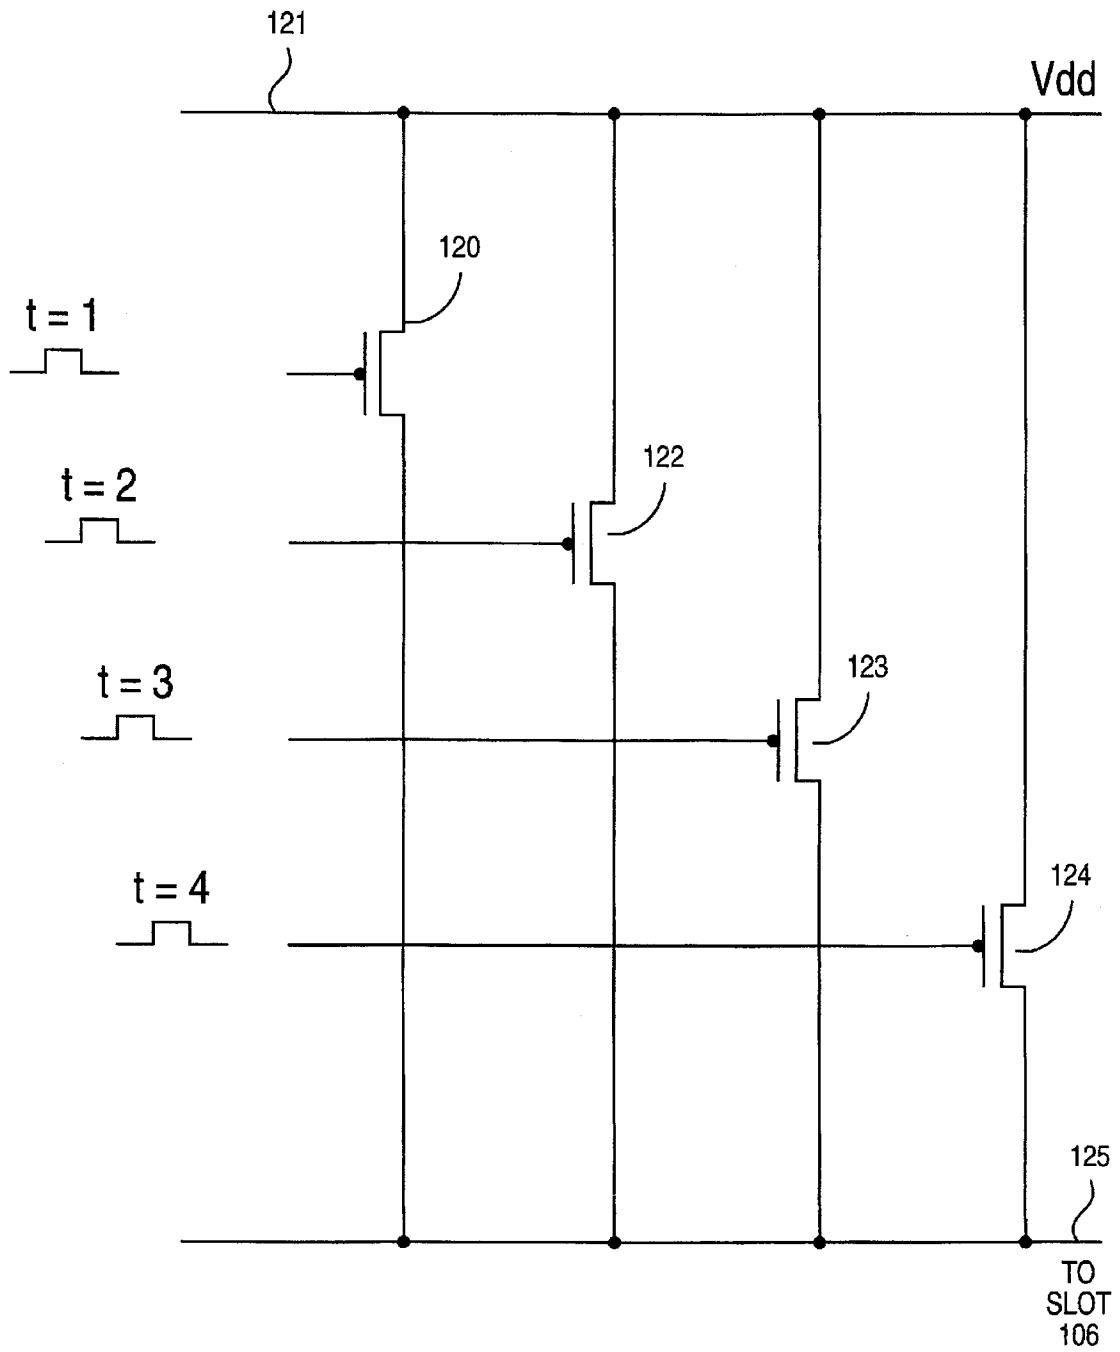 121
Vdd
120
t = 1
122
t = 2
123
t = 3
124
t = 4
125
TO
SLOT
106